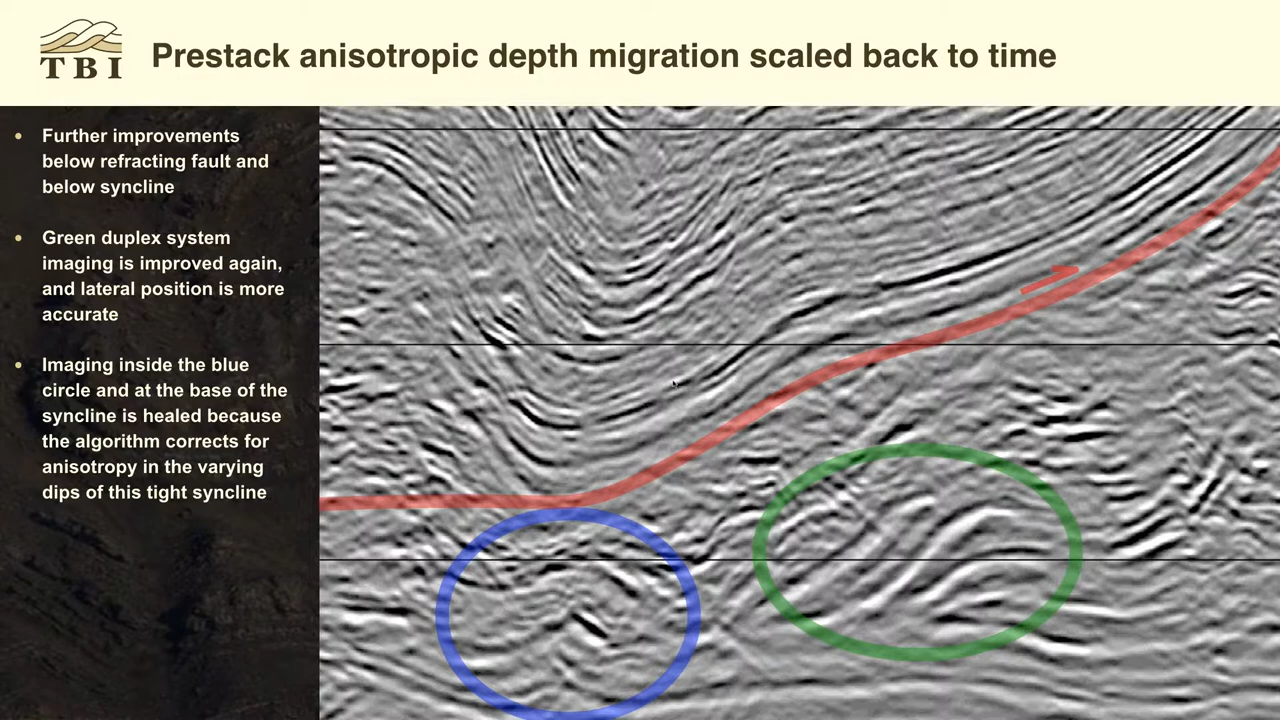 TBI
Prestack anisotropic depth migration scaled back to time
• Further improvements
below refracting fault and
below syncline
• Green duplex system
imaging is improved again,
and lateral position is more
accurate
• Imaging inside the blue
circle and at the base of the
syncline is healed because
the algorithm corrects for
anisotropy in the varying
dips of this tight syncline